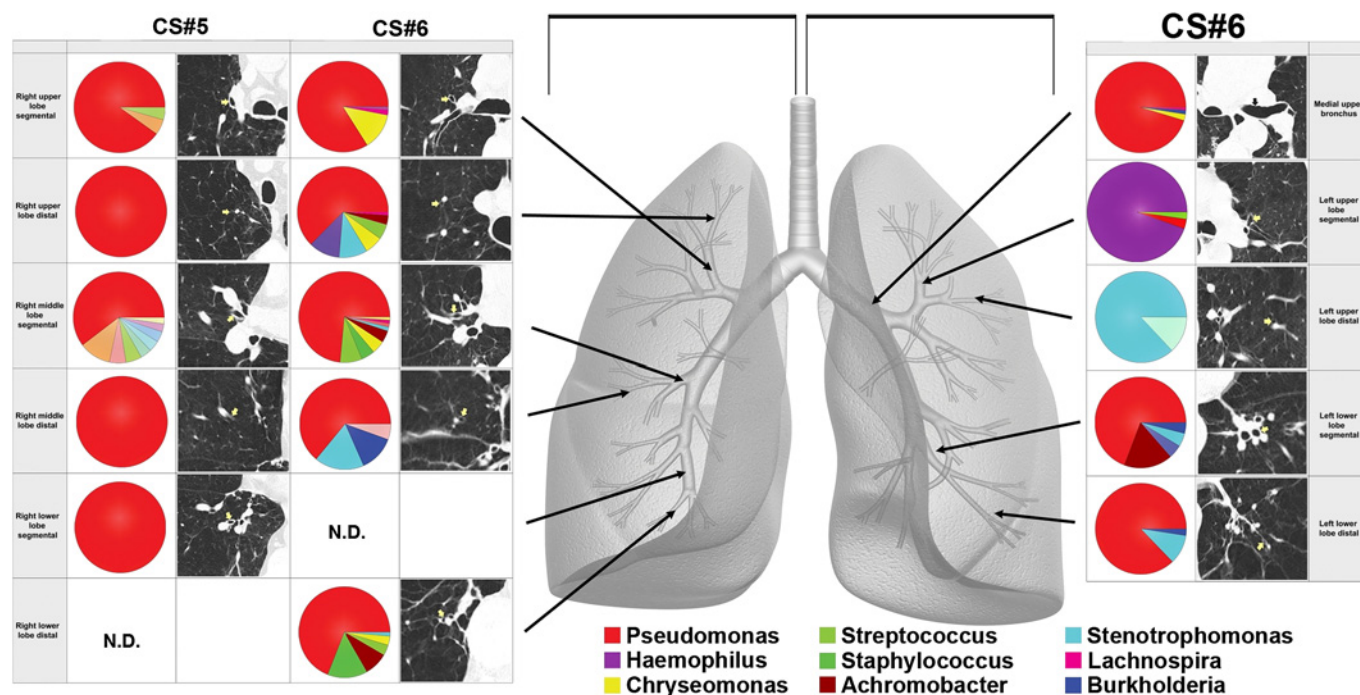 CS#5
CS#6
CS#6
Right upper
lobe
segmental
Right upper
lobe distal
Right middle
lobe
segmental
Right middle
lobe distal
Right lower
lobe
segmental
N.D.
Right lower
lobe distal
N.D.
Medial upper
bronchus
Left upper
lobe
segmental
Left upper
lobe distal
Left lower
lobe
segmental
Left lower
lobe distal
Pseudomonas
Streptococcus
Stenotrophomonas
Haemophilus
Staphylococcus
Lachnospira
Chryseomonas
Achromobacter
Burkholderia